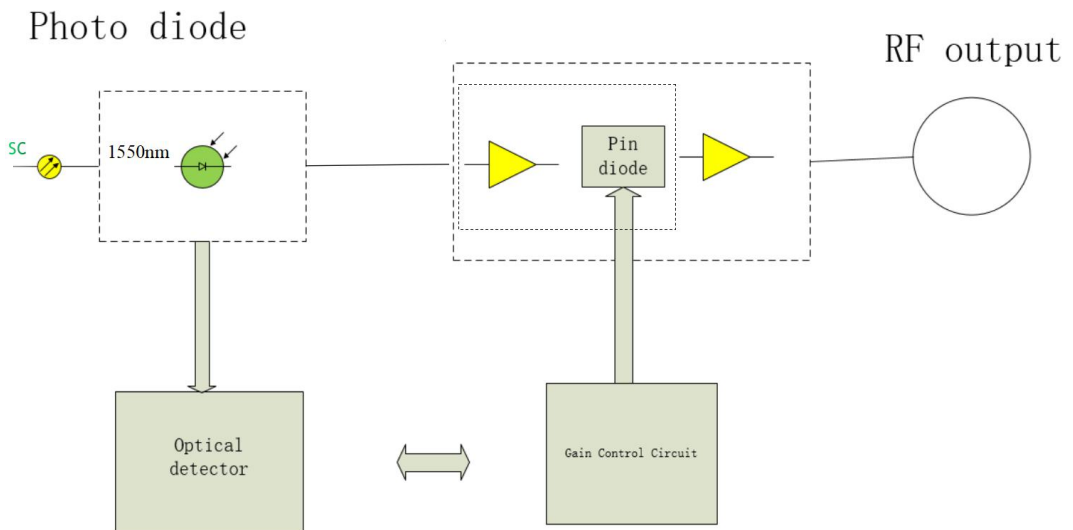 Photo diode
RF output
SC
1550nm
Pin
diode
Optical
detector
Gain Control Circuit